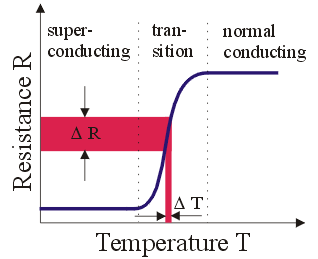 super-
conducting
tran-
sition
normal
conducting
Resistance R
Δ R
Δ T
Temperature T